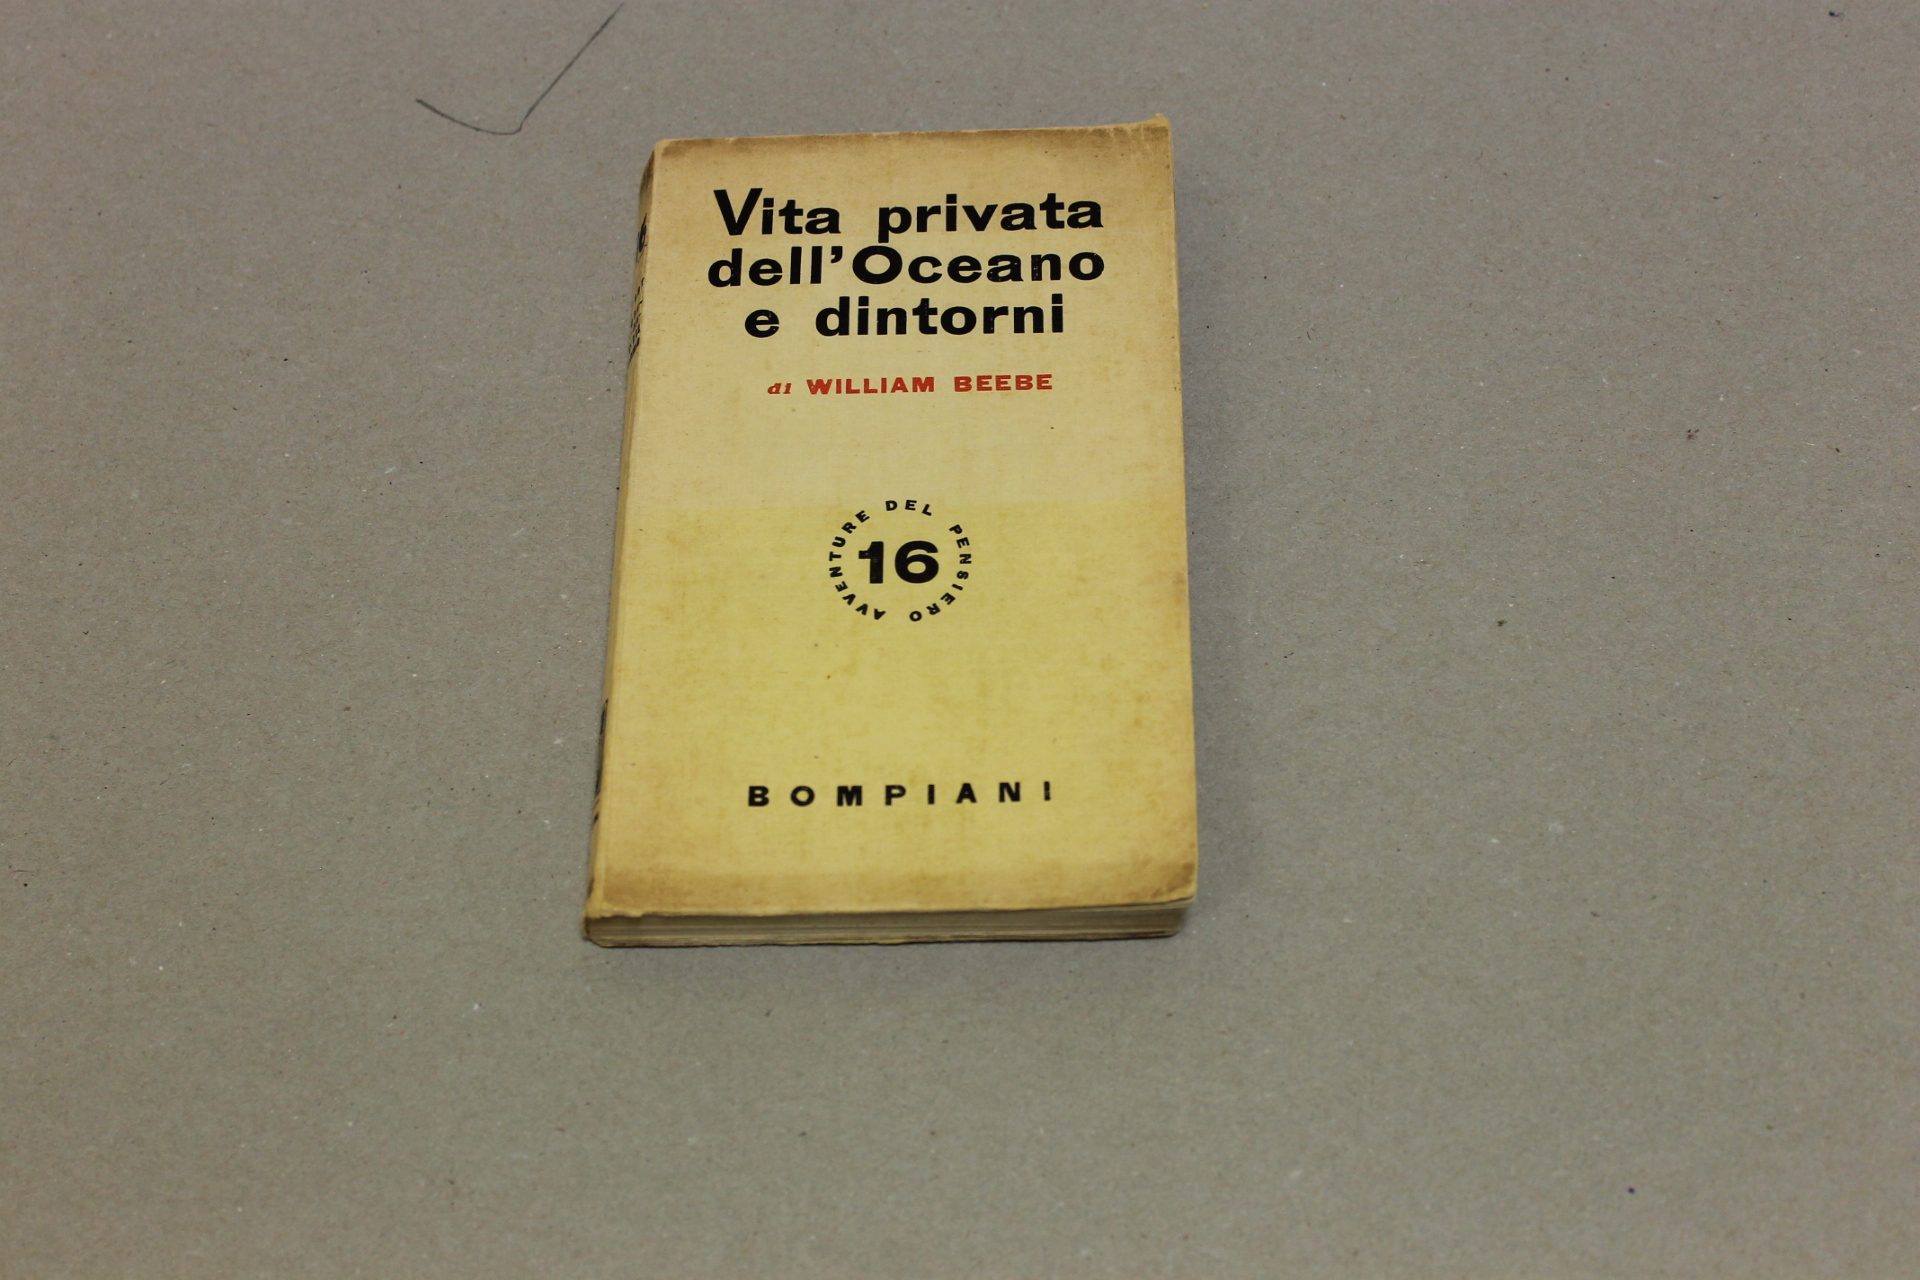 Vita privata
dell'Oceano
e dintorni
di WILLIAM BEEBE
AVVENTURE DEL PENSIERO
16
BOMPIANI